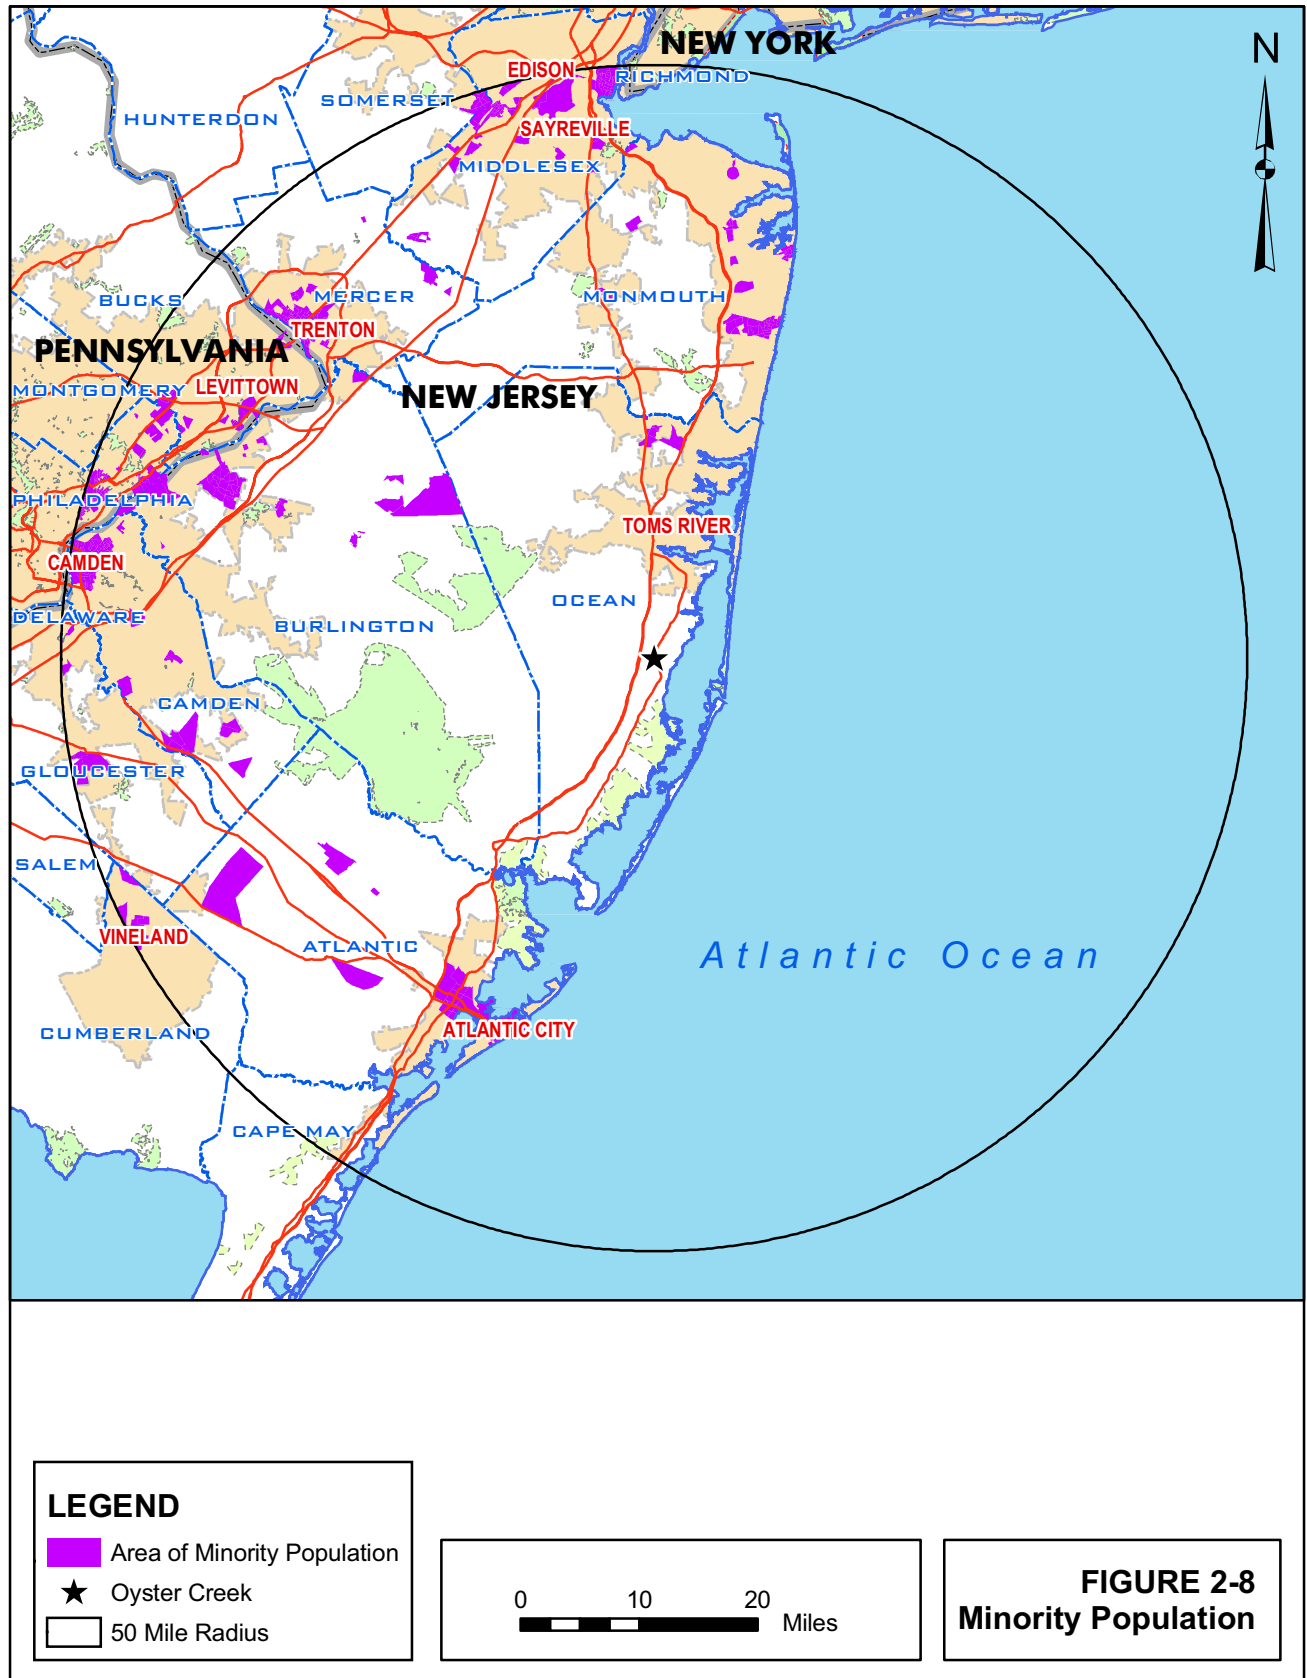 NEW YORK
N
EDISON
RICHMOND
SOMERSET
HUNTERDON
SAYREVILLE
MIDDLESEX
BUCKS
MERCER
MONMOUTH
TRENTON
PENNSYLVANIA
MONTGOMERY
LEVITTOWN
NEW JERSEY
PHILADELPHIA
TOMS RIVER
CAMDEN
OCEAN
DELAWARE
BURLINGTON
CAMDEN
GLOUCESTER
SALEM
VINELAND
ATLANTIC
Atlantic Ocean
CUMBERLAND
ATLANTIC CITY
CAPE MAY
LEGEND
Area of Minority Population
Oyster Creek
50 Mile Radius
0 10 20
Miles
FIGURE 2-8
Minority Population